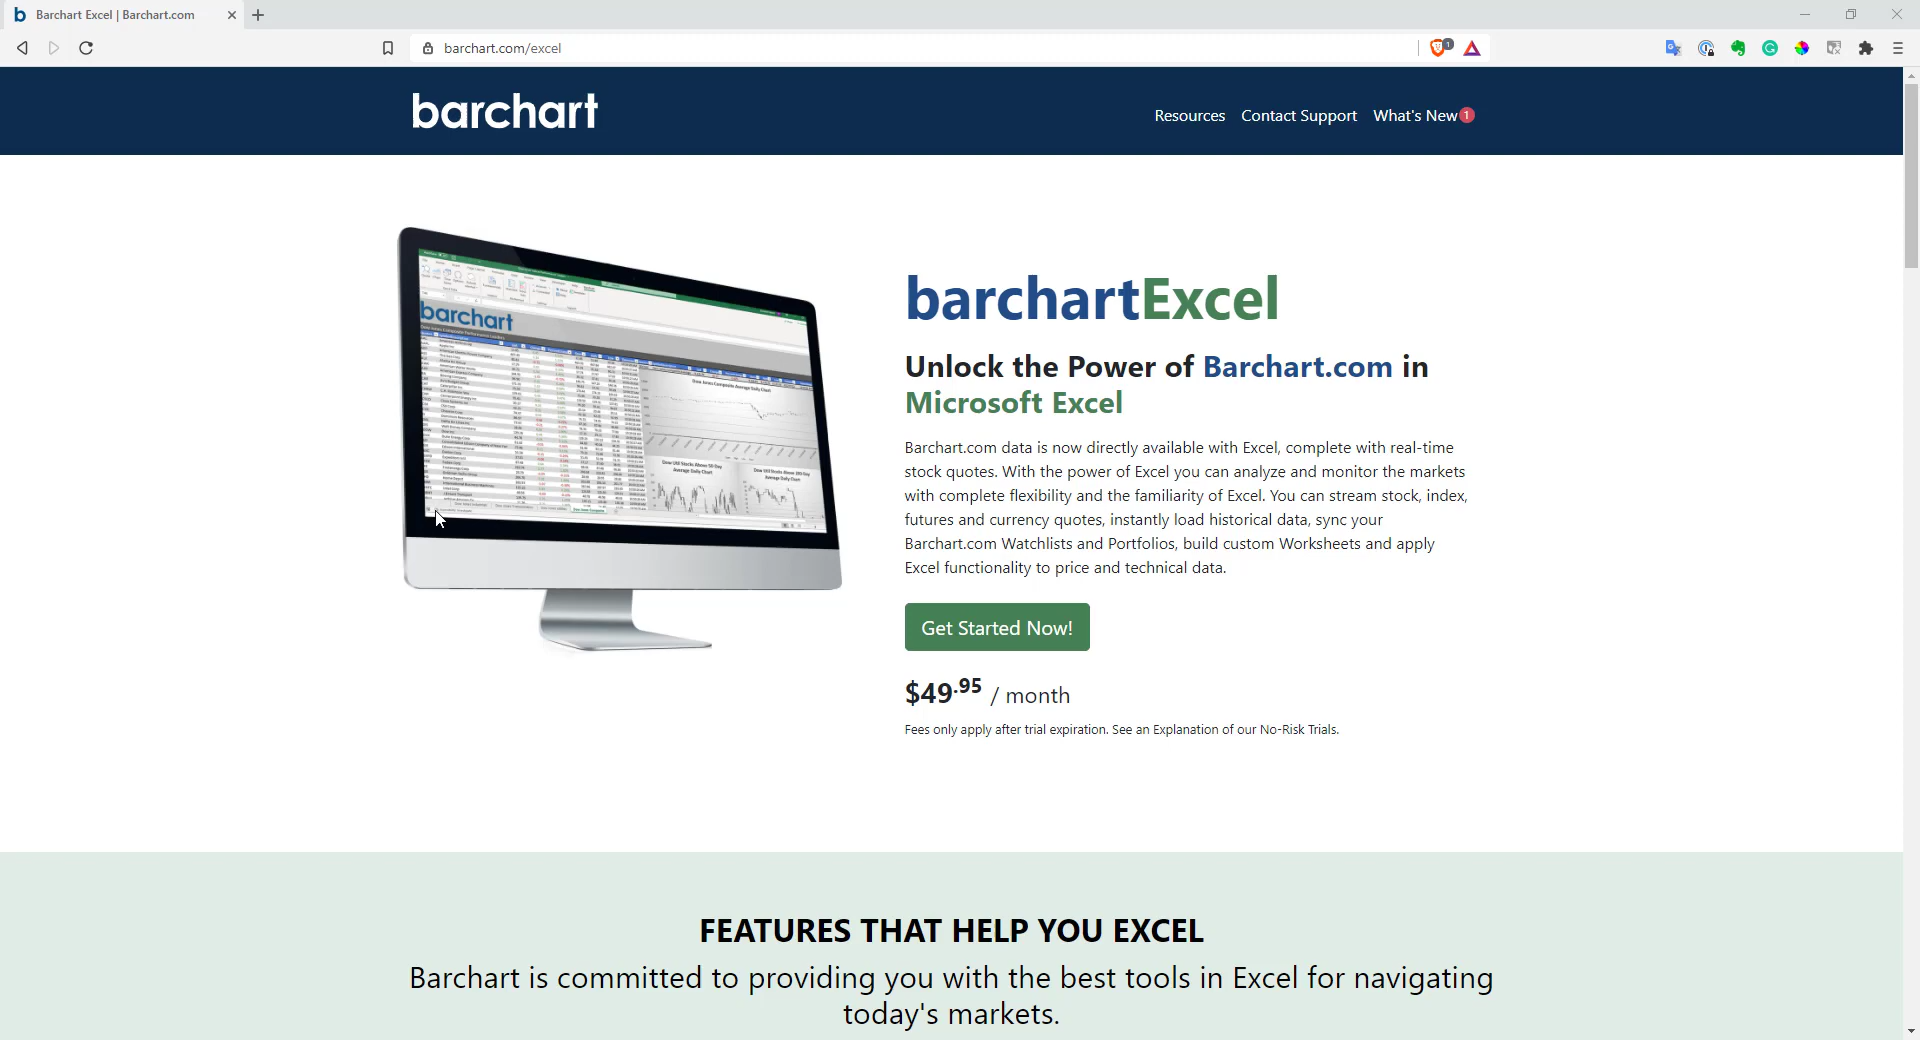 Barchart Excel | Barchart.com
barchart.com/excel
1
barchart
Resources Contact Support What's New 1
barchart
barchartExcel
Unlock the Power of Barchart.com in
Microsoft Excel
Barchart.com data is now directly available with Excel, complete with real-time
stock quotes. With the power of Excel you can analyze and monitor the markets
with complete flexibility and the familiarity of Excel. You can stream stock, index,
futures and currency quotes, instantly load historical data, sync your
Barchart.com Watchlists and Portfolios, build custom Worksheets and apply
Excel functionality to price and technical data.
Get Started Now!
$49.95 / month
Fees only apply after trial expiration. See an Explanation of our No-Risk Trials.
FEATURES THAT HELP YOU EXCEL
Barchart is committed to providing you with the best tools in Excel for navigating
today's markets.